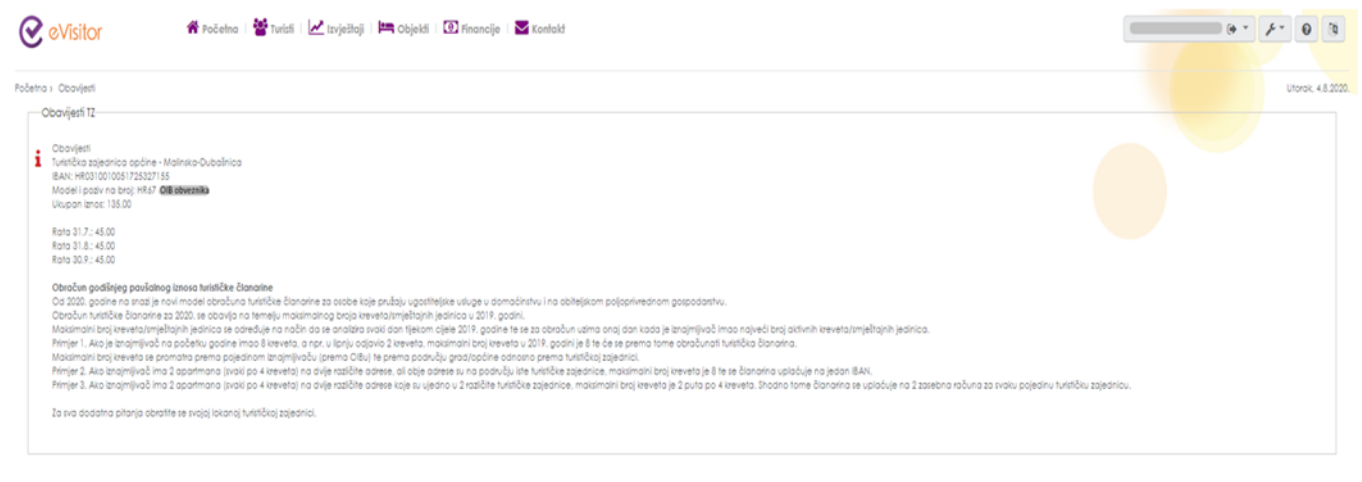 eVisitor
Početna | Turisti | Izvještaji | Objekti | Financije | Kontakt
Početna › Obavijesti
Utorak, 4.8.2020.
Obavijesti TZ
Obavijesti
Turistička zajednica općine - Malinska-Dubašnica
IBAN: HR0310010051725327155
Model i poziv na broj: HR67 OIB obveznika
Ukupan iznos: 135.00
Rata 31.7.: 45.00
Rata 31.8.: 45.00
Rata 30.9.: 45.00
Obračun godišnjeg paušalnog iznosa turističke članarine
Od 2020. godine na snazi je novi model obračuna turističke članarine za osobe koje pružaju ugostiteljske usluge u domaćinstvu i na obiteljskom poljoprivrednom gospodarstvu.
Obračun turističke članarine za 2020. se obavlja na temelju maksimalnog broja kreveta/smještajnih jedinica u 2019. godini.
Maksimalni broj kreveta/smještajnih jedinica se određuje na način da se analizira svaki dan tijekom cijele 2019. godine te se za obračun uzima onaj dan kada je iznajmljivač imao najveći broj aktivnih kreveta/smještajnih jedinica.
Primjer 1. Ako je iznajmljivač na početku godine imao 8 kreveta, a npr. u lipnju odjavio 2 kreveta, maksimalni broj kreveta u 2019. godini je 8 te će se prema tome obračunati turistička članarina.
Maksimalni broj kreveta se promatra prema pojedinom iznajmljivaču (prema OIBu) te prema području grad/općine odnosno prema turističkoj zajednici.
Primjer 2. Ako iznajmljivač ima 2 apartmana (svaki po 4 kreveta) na dvije različite adrese, ali obje adrese su na području iste turističke zajednice, maksimalni broj kreveta je 8 te se članarina uplaćuje na jedan IBAN.
Primjer 3. Ako iznajmljivač ima 2 apartmana (svaki po 4 kreveta) na dvije različite adrese koje su ujedno u 2 različite turističke zajednice, maksimalni broj kreveta je 2 puta po 4 kreveta. Shodno tome članarina se uplaćuje na 2 zasebna računa za svaku pojedinu turističku zajednicu.
Za sva dodatna pitanja obratite se svojoj lokanoj turističkoj zajednici.